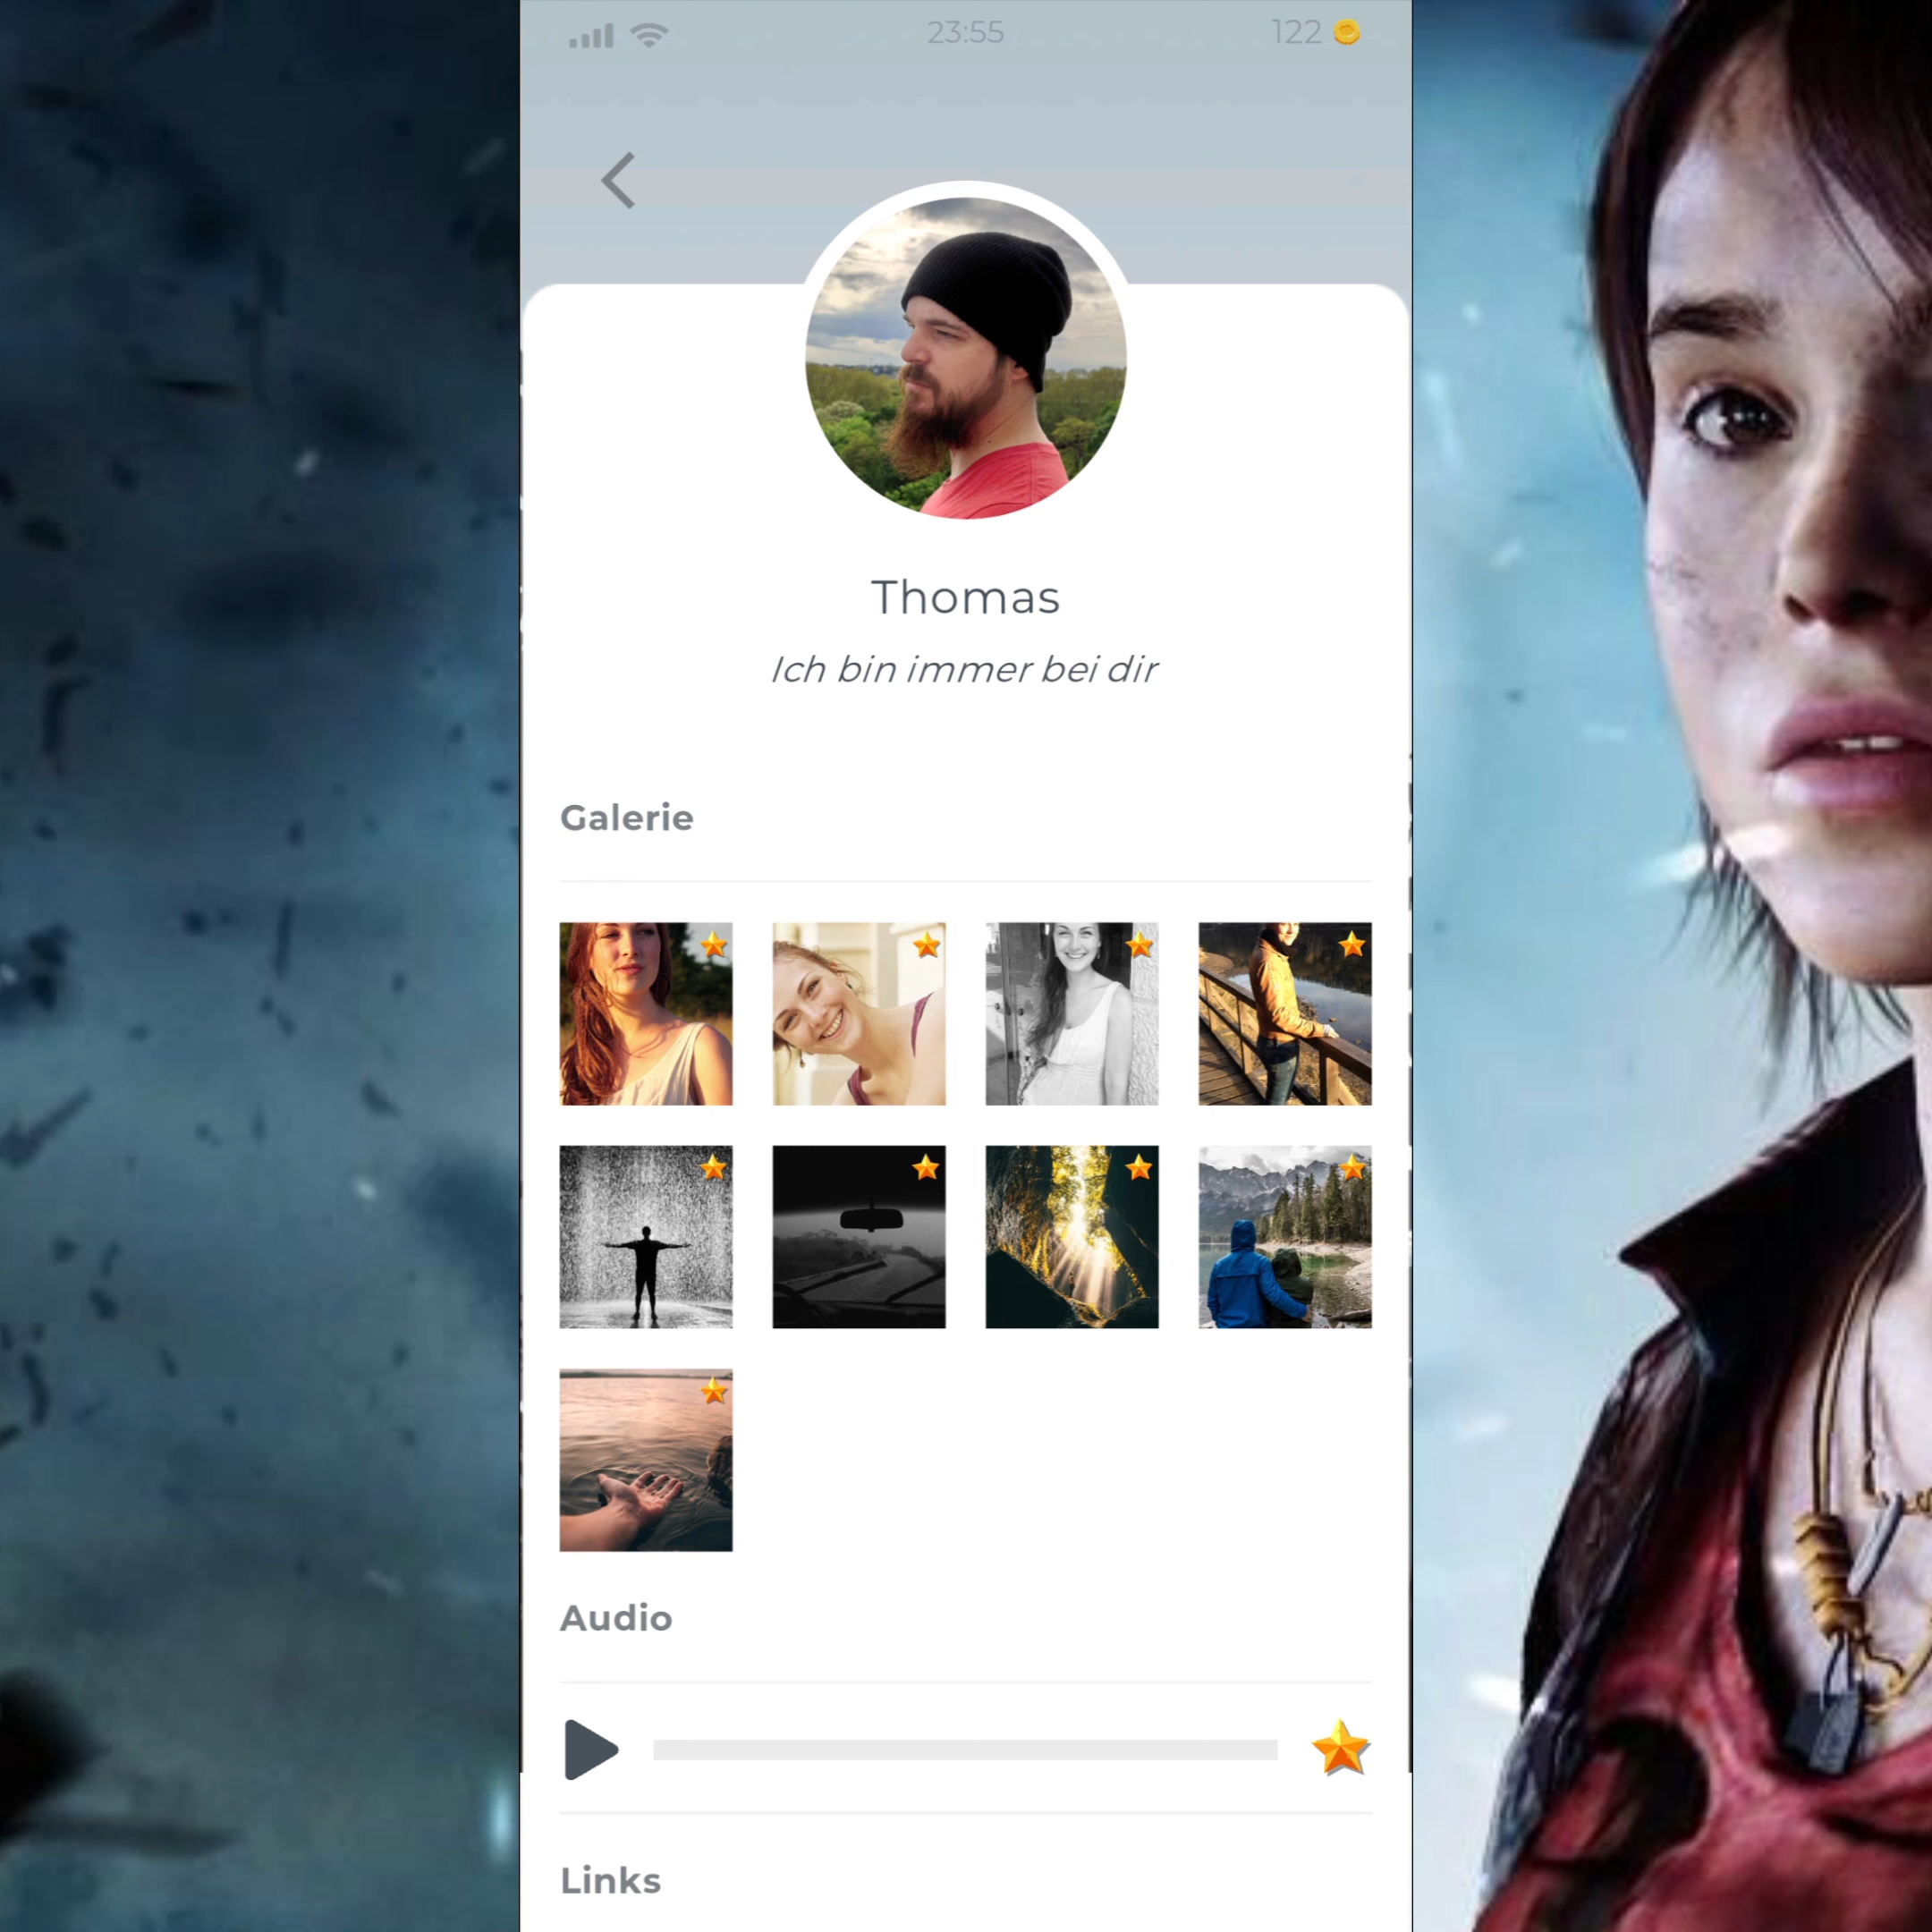 23:55
122
Thomas
Ich bin immer bei dir
Galerie
Audio
Links